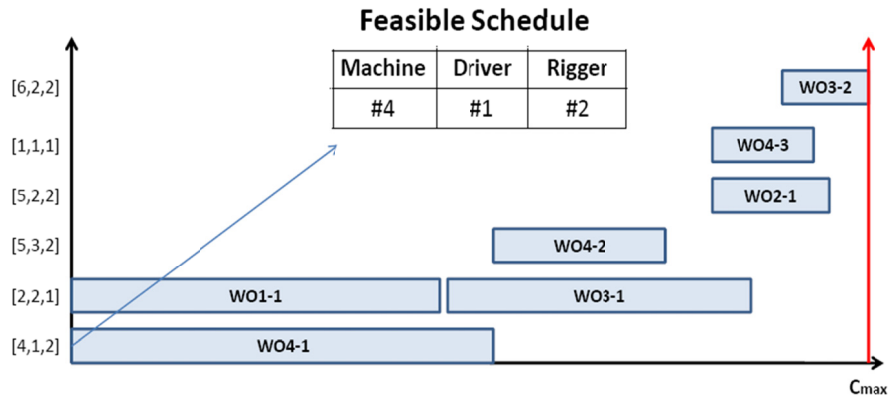 Feasible Schedule
Machine Driver Rigger
#4 #1 #2
[6,2,2] WO3-2
[1,1,1] WO4-3
[5,2,2] WO2-1
[5,3,2] WO4-2
[2,2,1] WO1-1 WO3-1
[4,1,2] WO4-1
Cmax